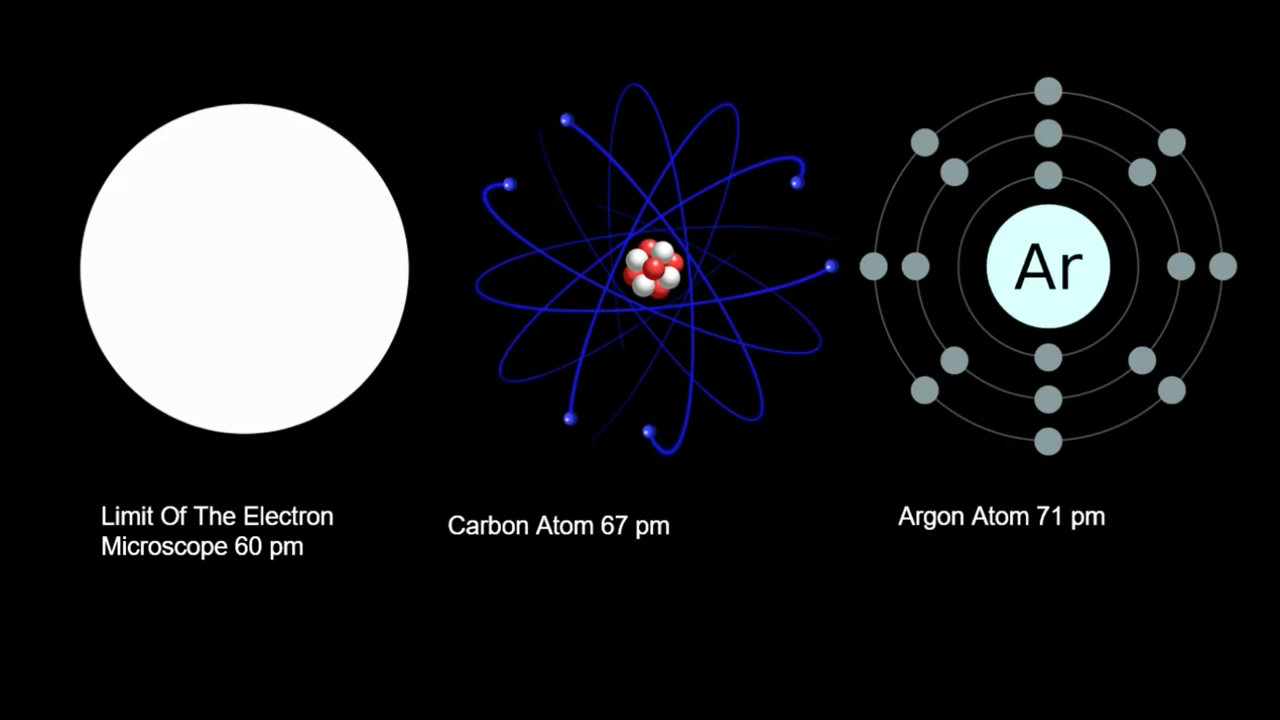 Ar
Limit Of The Electron
Microscope 60 pm
Carbon Atom 67 pm
Argon Atom 71 pm